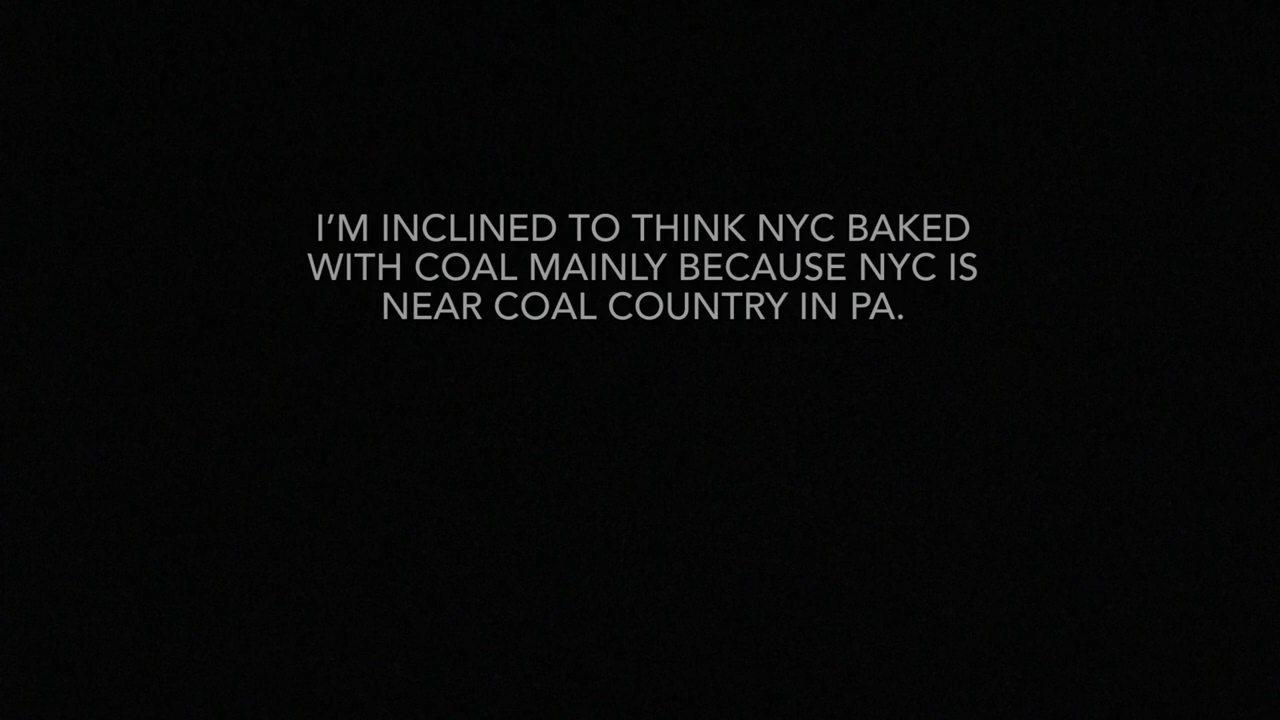 I’M INCLINED TO THINK NYC BAKED
WITH COAL MAINLY BECAUSE NYC IS
NEAR COAL COUNTRY IN PA.